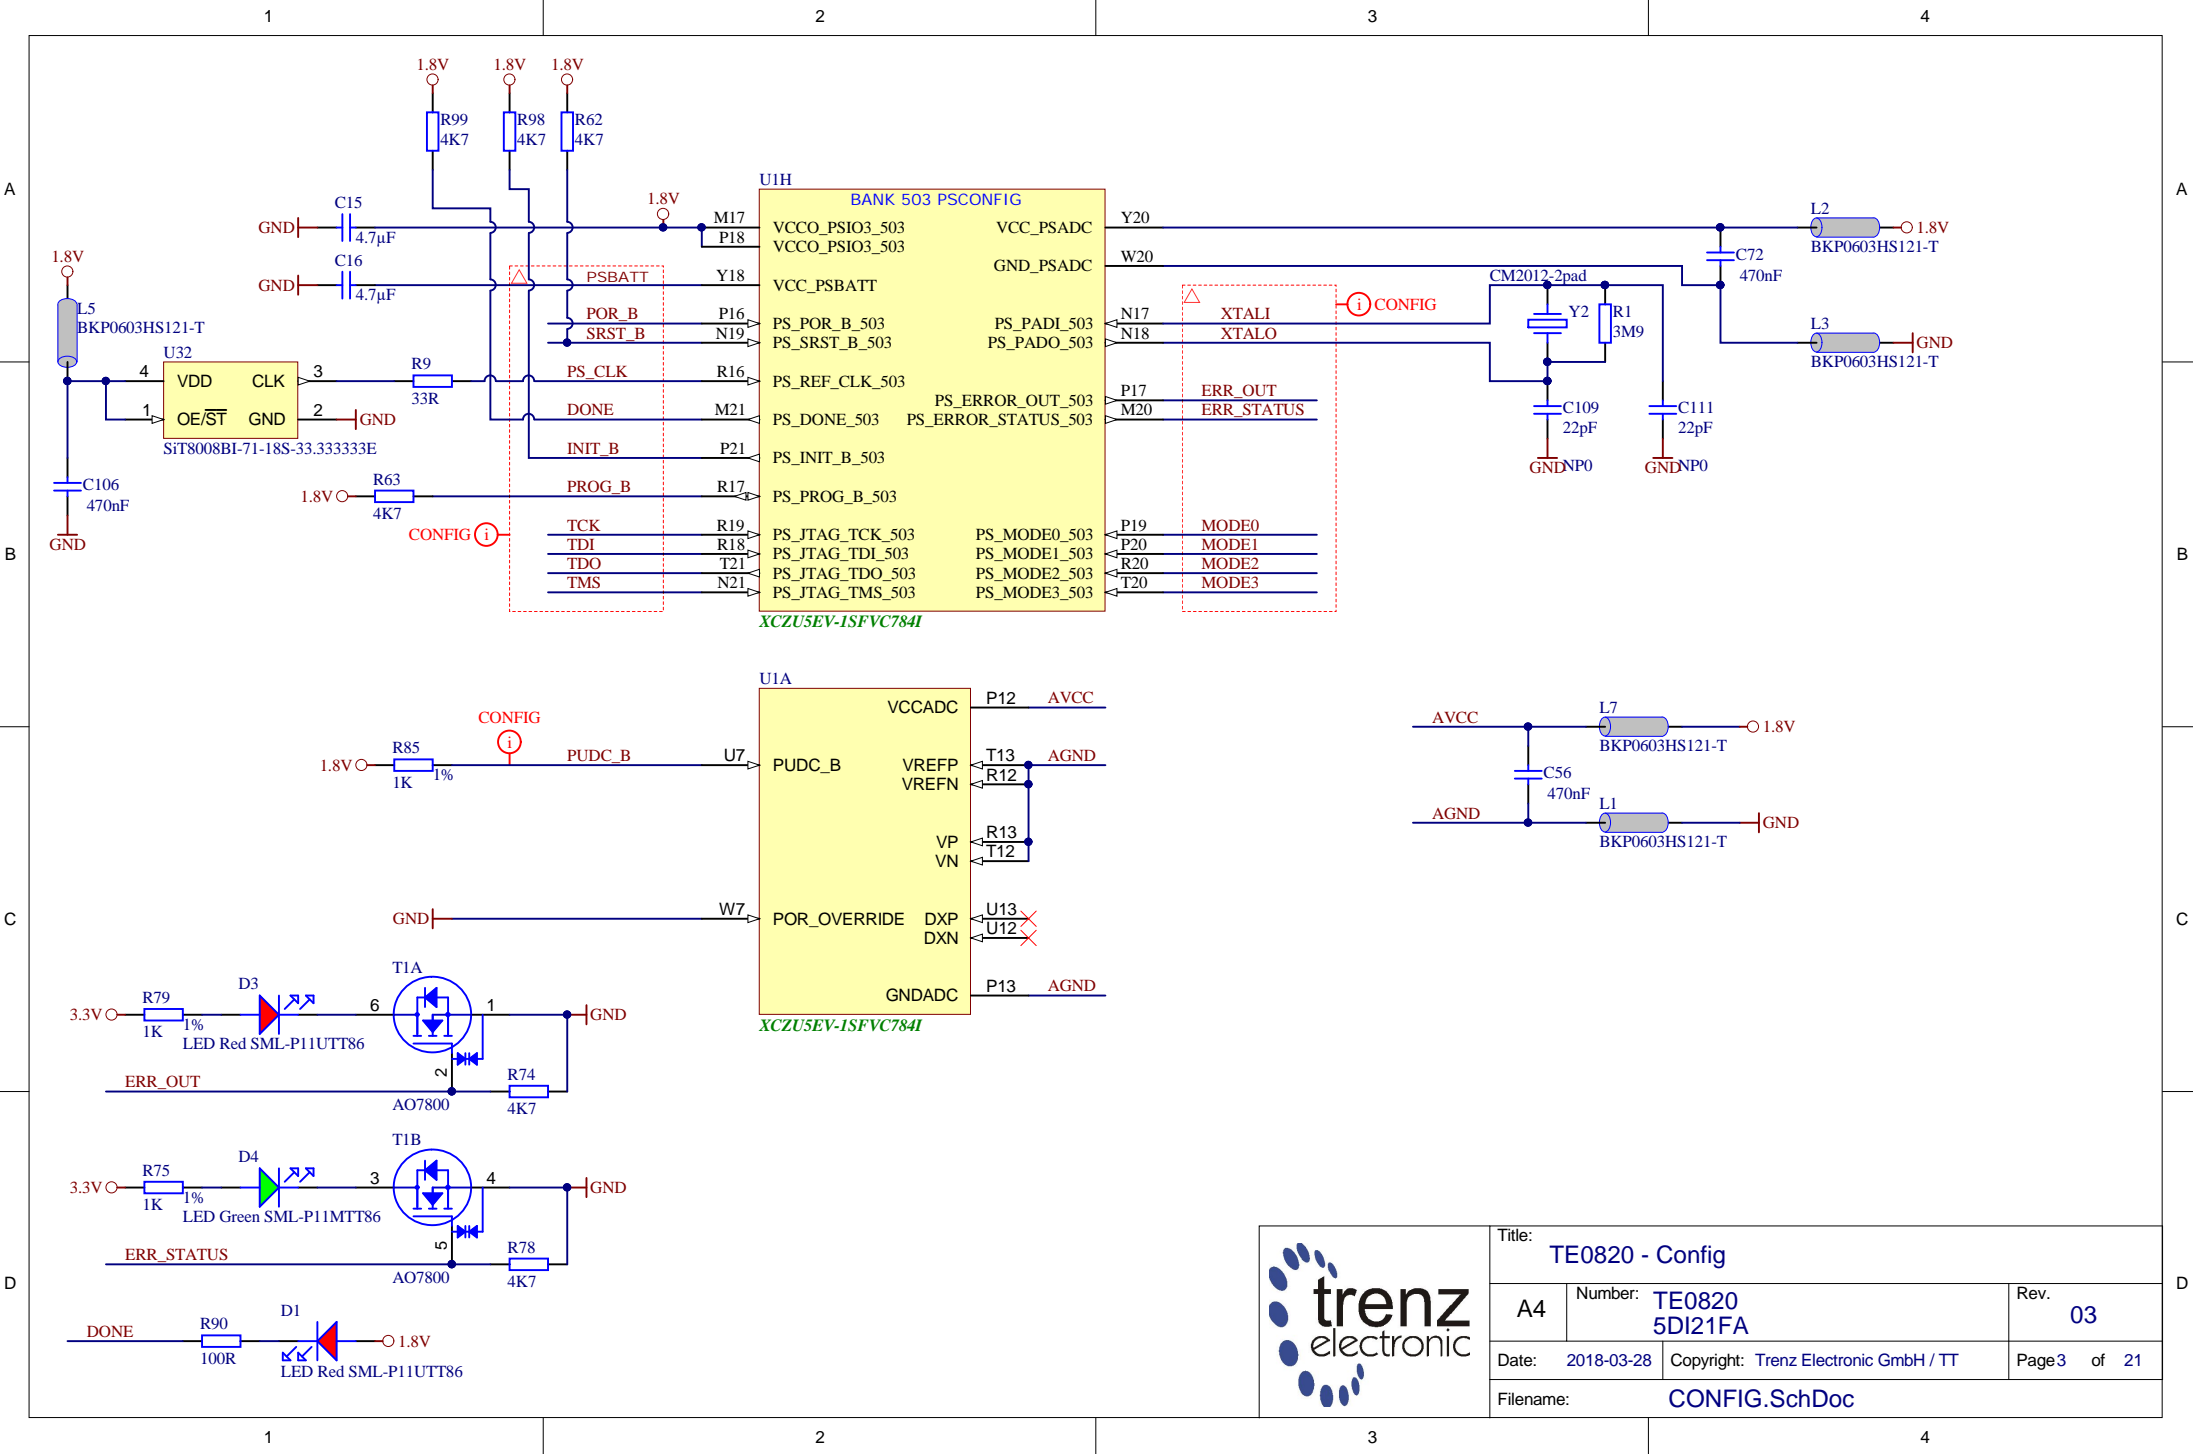 1 2 3 4
A A
B B
C C
D D
1.8V 1.8V 1.8V
R99 R98 R62
4K7 4K7 4K7
1.8V
C15
GND 4.7µF
C16
GND 4.7µF
1.8V
L5
BKP0603HS121-T
U32
4 VDD CLK 3
1 OE/ST GND 2 GND
SiT8008BI-71-18S-33.333333E
C106
470nF
GND
R9
33R
1.8V R63
4K7
CONFIG i
PSBATT
POR_B
SRST_B
PS_CLK
DONE
INIT_B
PROG_B
TCK
TDI
TDO
TMS
U1H
BANK 503 PSCONFIG
M17 VCCO_PSIO3_503
P18 VCCO_PSIO3_503
Y18 VCC_PSBATT
P16 PS_POR_B_503
N19 PS_SRST_B_503
R16 PS_REF_CLK_503
M21 PS_DONE_503
P21 PS_INIT_B_503
R17 PS_PROG_B_503
R19 PS_JTAG_TCK_503
R18 PS_JTAG_TDI_503
T21 PS_JTAG_TDO_503
N21 PS_JTAG_TMS_503
VCC_PSADC Y20
GND_PSADC W20
PS_PADI_503 N17 XTALI
PS_PADO_503 N18 XTALO
PS_ERROR_OUT_503 P17 ERR_OUT
PS_ERROR_STATUS_503 M20 ERR_STATUS
PS_MODE0_503 P19 MODE0
PS_MODE1_503 P20 MODE1
PS_MODE2_503 R20 MODE2
PS_MODE3_503 T20 MODE3
XCZU5EV-1SFVC784I
i CONFIG
CM2012-2pad
Y2
R1
3M9
C109
22pF
GND NP0
C111
22pF
GND NP0
C72
470nF
L2
1.8V
BKP0603HS121-T
L3
GND
BKP0603HS121-T
U1A
CONFIG
i
1.8V R85
1K 1%
PUDC_B
U7 PUDC_B
GND
W7 POR_OVERRIDE
VCCADC P12 AVCC
VREFP T13 AGND
VREFN R12
VP R13
VN T12
DXP U13
DXN U12
GNDADC P13 AGND
XCZU5EV-1SFVC784I
AVCC L7 1.8V
BKP0603HS121-T
C56
470nF
AGND L1 GND
BKP0603HS121-T
3.3V R79
1K 1%
D3
LED Red SML-P11UTT86
T1A
6 1
2
GND
ERR_OUT
AO7800
R74
4K7
3.3V R75
1K 1%
D4
LED Green SML-P11MTT86
T1B
3 4
5
GND
ERR_STATUS
AO7800
R78
4K7
DONE R90
100R
D1
1.8V
LED Red SML-P11UTT86
trenz
electronic
Title:
TE0820 - Config
A4
Number: TE0820
5DI21FA
Rev.
03
Date: 2018-03-28
Copyright: Trenz Electronic GmbH / TT
Page3 of 21
Filename: CONFIG.SchDoc
1 2 3 4